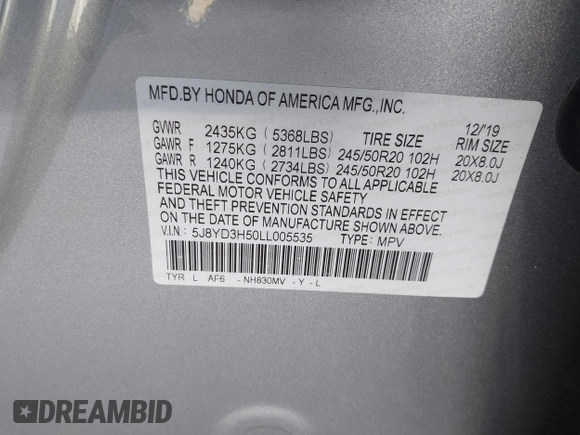 MFD.BY HONDA OF AMERICA MFG.,INC.
12/'19
GVWR 2435KG ( 5368LBS) TIRE SIZE RIM SIZE
GAWR F 1275KG ( 2811LBS) 245/50R20 102H 20X8.0J
GAWR R 1240KG ( 2734LBS) 245/50R20 102H 20X8.0J
THIS VEHICLE CONFORMS TO ALL APPLICABLE
FEDERAL MOTOR VEHICLE SAFETY
AND THEFT PREVENTION STANDARDS IN EFFECT
ON THE DATE OF MANUFACTURE SHOWN ABOVE.
V.I.N.: 5J8YD3H50LL005535 TYPE: MPV
TYR L AF6 - NH830MV - Y - L
DREAMBID